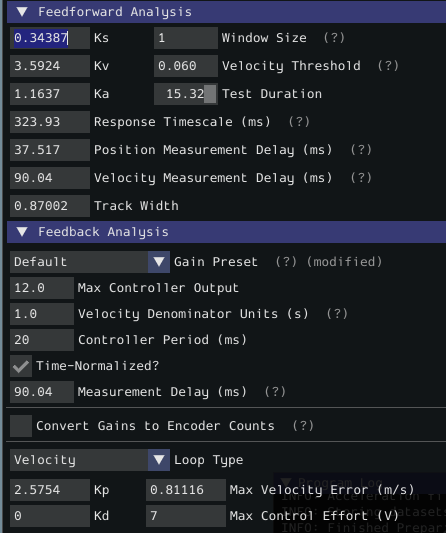 Feedforward Analysis
0.34387 Ks 1 Window Size (?)
3.5924 Kv 0.060 Velocity Threshold (?)
1.1637 Ka 15.32 Test Duration
323.93 Response Timescale (ms) (?)
37.517 Position Measurement Delay (ms) (?)
90.04 Velocity Measurement Delay (ms) (?)
0.87002 Track Width
Feedback Analysis
Default Gain Preset (?) (modified)
12.0 Max Controller Output
1.0 Velocity Denominator Units (s) (?)
20 Controller Period (ms)
Time-Normalized?
90.04 Measurement Delay (ms) (?)
Convert Gains to Encoder Counts (?)
Velocity Loop Type
Program Log
2.5754 Kp 0.81116 Max Velocity Error (m/s)
0 Kd 7 Max Control Effort (V)
INFO: Finished Prepari